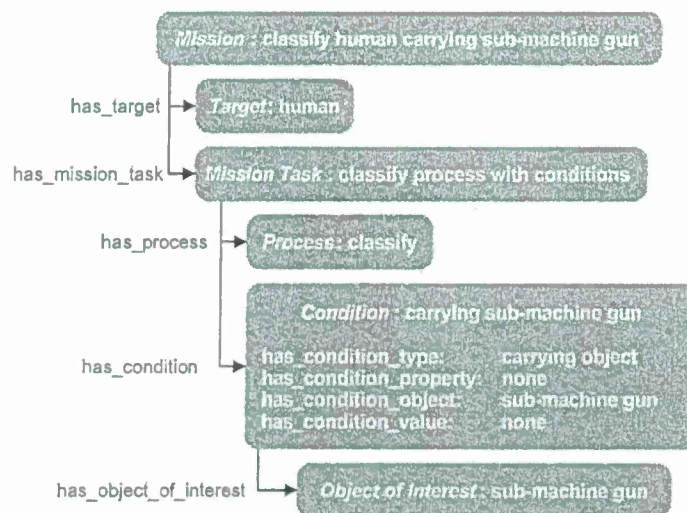 Mission : classify human carrying sub-machine gun
has_target
Target : human
has_mission_task
Mission Task : classify process with conditions
has_process
Process : classify
Condition : carrying sub-machine gun
has_condition
has_condition_type: carrying object
has_condition_property: none
has_condition_object: sub-machine gun
has_condition_value: none
has_object_of_interest
Object of Interest : sub-machine gun